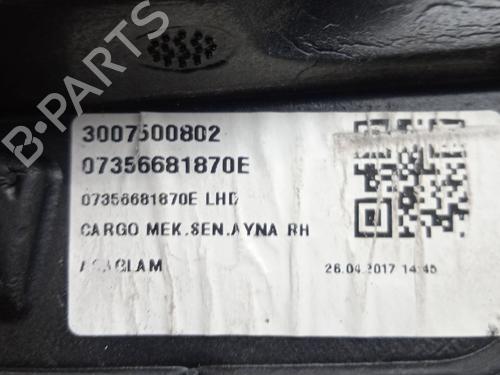 B-PARTS
3007500802
07356681870E
07356681870E LHD
CARGO MEK.SEN.AYNA RH
26.04.2017 14:45